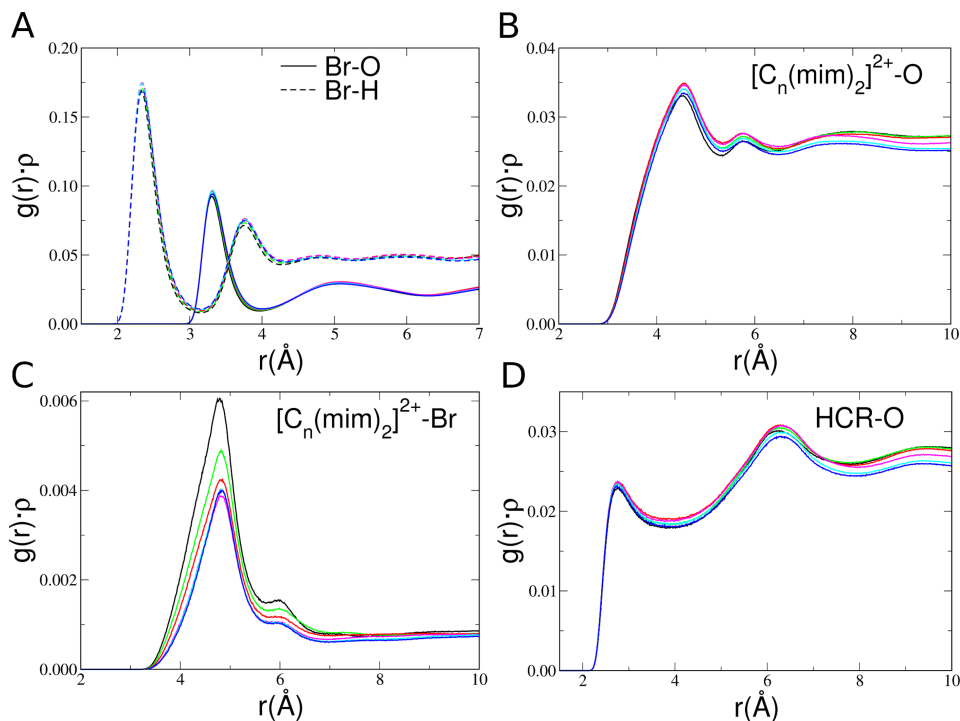 A
0.20
0.15
0.10
0.05
0.00
g(r)·ρ
Br-O
Br-H
2 3 4 5 6 7
r(Å)
B
0.04
0.03
0.02
0.01
0.00
g(r)·ρ
[Cn(mim)2]2+-O
2 4 6 8 10
r(Å)
C
0.006
0.004
0.002
0.000
g(r)·ρ
[Cn(mim)2]2+-Br
2 4 6 8 10
r(Å)
D
0.03
0.02
0.01
0.00
g(r)·ρ
HCR-O
2 4 6 8 10
r(Å)